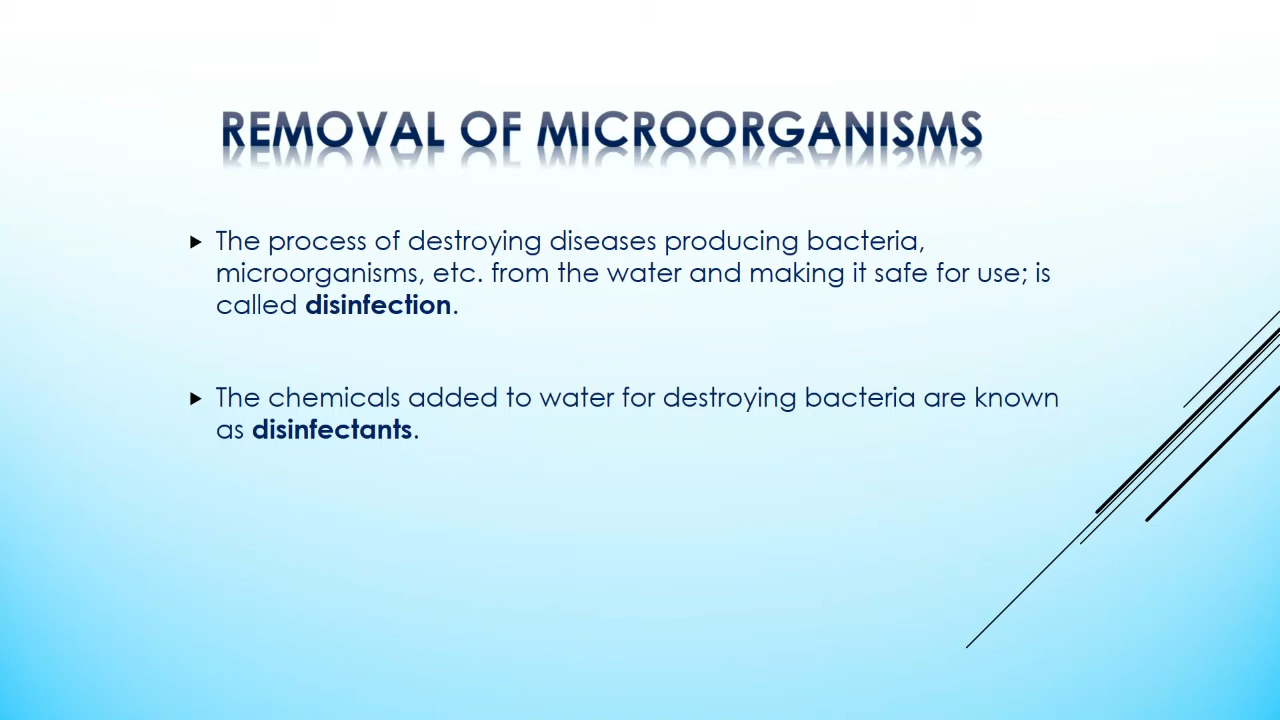 REMOVAL OF MICROORGANISMS
The process of destroying diseases producing bacteria,
microorganisms, etc. from the water and making it safe for use; is
called disinfection.
The chemicals added to water for destroying bacteria are known
as disinfectants.